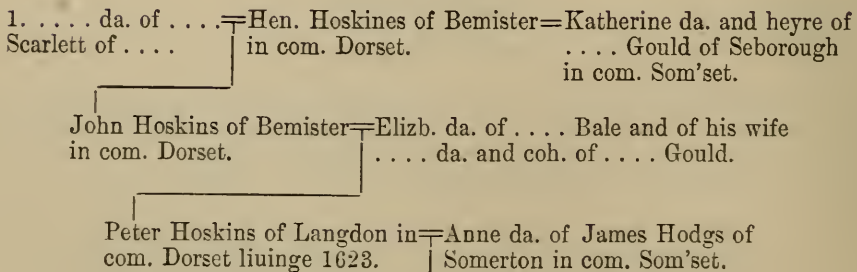 1. . . . . da. of . . . .=Hen. Hoskines of Bemister=Katherine da. and heyre of
Scarlett of . . . . in com. Dorset. . . . . Gould of Seborough
in com. Som'set.
John Hoskins of Bemister=Elizb. da. of . . . . Bale and of his wife
in com. Dorset. . . . . da. and coh. of . . . . Gould.
Peter Hoskins of Langdon in=Anne da. of James Hodgs of
com. Dorset liuinge 1623. Somerton in com. Som'set.